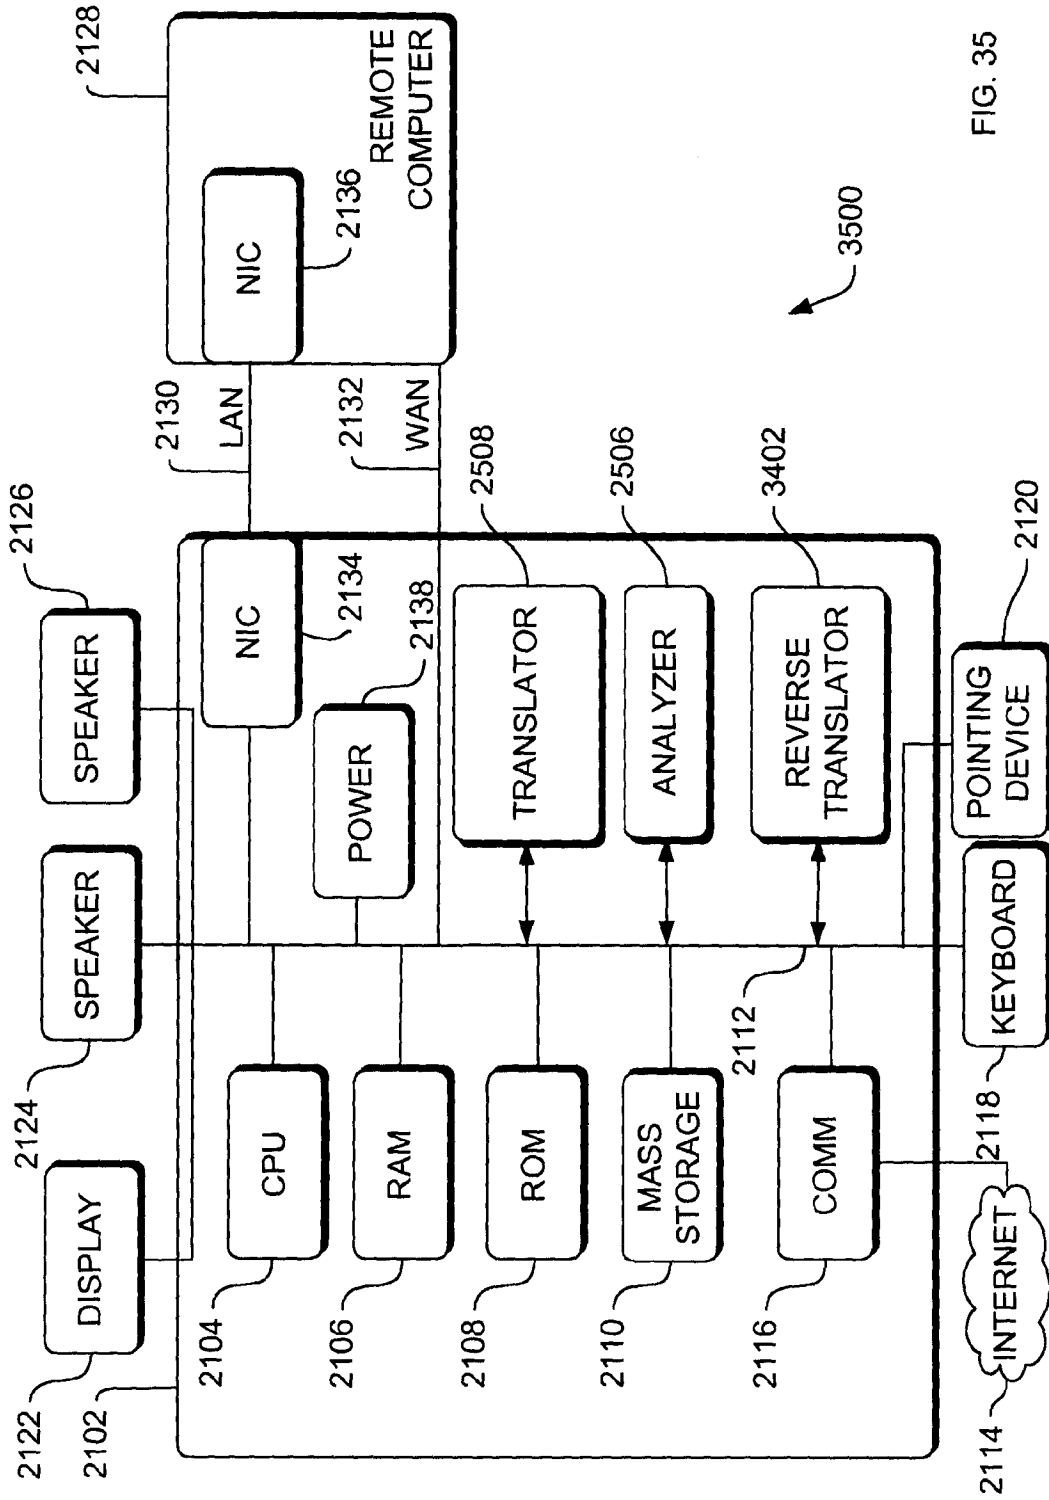 2122
DISPLAY
2124
SPEAKER
2126
SPEAKER
2128
2102
2104
CPU
NIC
2134
2130
LAN
NIC
2136
REMOTE
COMPUTER
2106
RAM
POWER
2138
2132
WAN
2108
ROM
TRANSLATOR
2508
2110
MASS
STORAGE
ANALYZER
2506
2112
2116
COMM
REVERSE
TRANSLATOR
3402
3500
2114
INTERNET
2118
KEYBOARD
POINTING
DEVICE
2120
FIG. 35